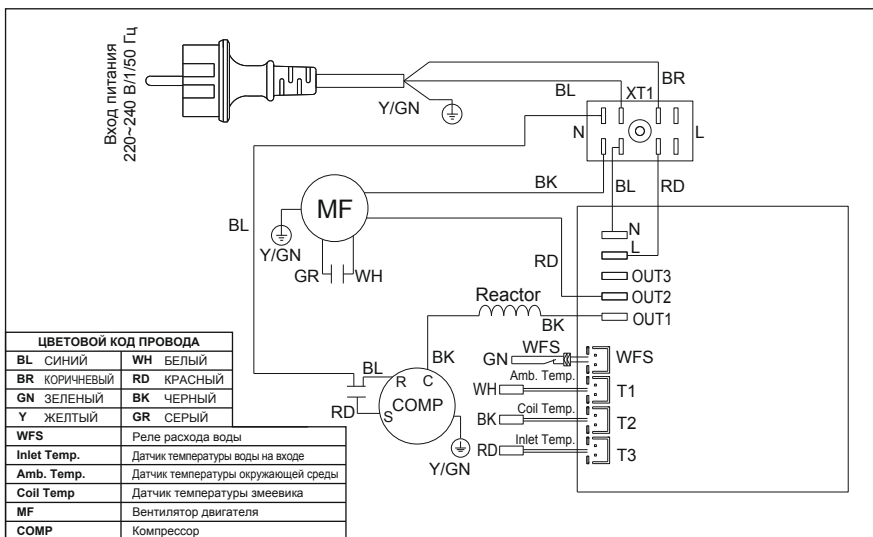 Вход питания
220~240 В/1/50 Гц
Y/GN
BL
BR
XT1
N
L
BK
BL
RD
MF
Y/GN
BL
GR
WH
RD
N
L
OUT3
OUT2
OUT1
Reactor
BK
BK
WFS
GN
WFS
Amb. Temp.
WH
T1
Coil Temp.
BK
T2
Inlet Temp.
RD
T3
BL
R
C
COMP
S
RD
Y/GN
ЦВЕТОВОЙ КОД ПРОВОДА
BL СИНИЙ WH БЕЛЫЙ
BR КОРИЧНЕВЫЙ RD КРАСНЫЙ
GN ЗЕЛЕНЫЙ BK ЧЕРНЫЙ
Y ЖЕЛТЫЙ GR СЕРЫЙ
WFS Реле расхода воды
Inlet Temp. Датчик температуры воды на входе
Amb. Temp. Датчик температуры окружающей среды
Coil Temp Датчик температуры змеевика
MF Вентилятор двигателя
COMP Компрессор